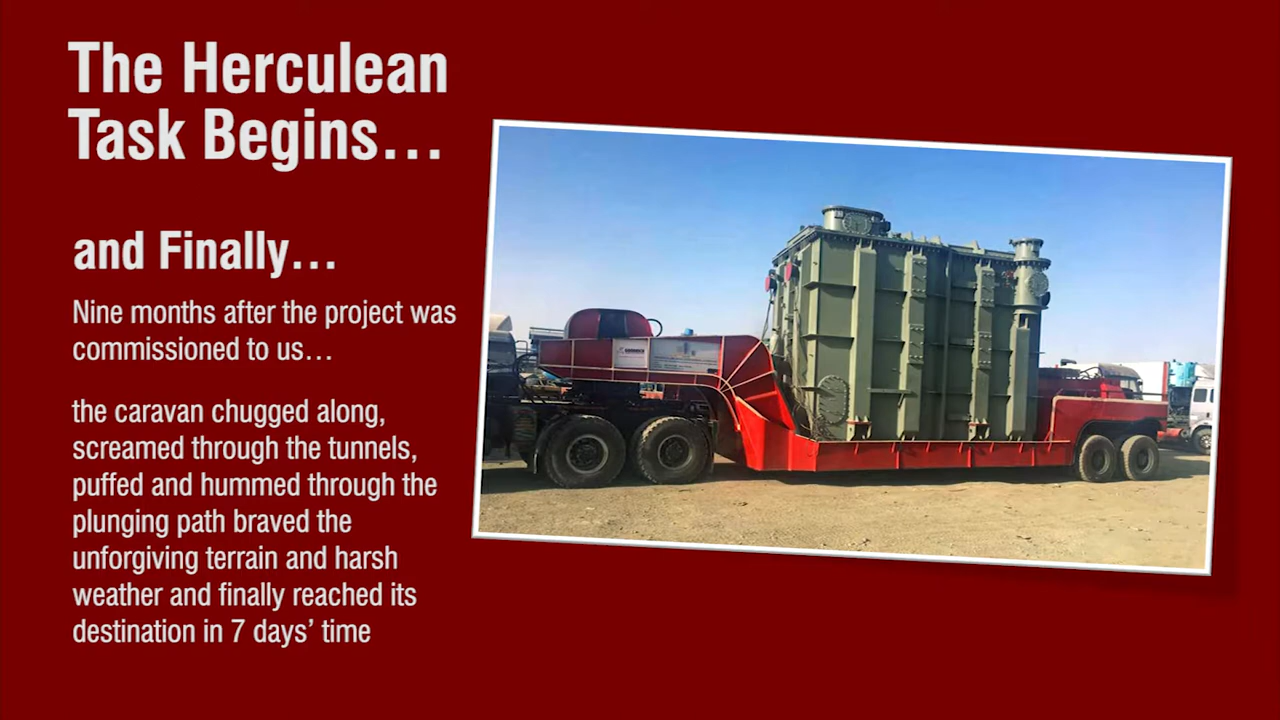 The Herculean
Task Begins…
and Finally…
Nine months after the project was
commissioned to us…
the caravan chugged along,
screamed through the tunnels,
puffed and hummed through the
plunging path braved the
unforgiving terrain and harsh
weather and finally reached its
destination in 7 days’ time